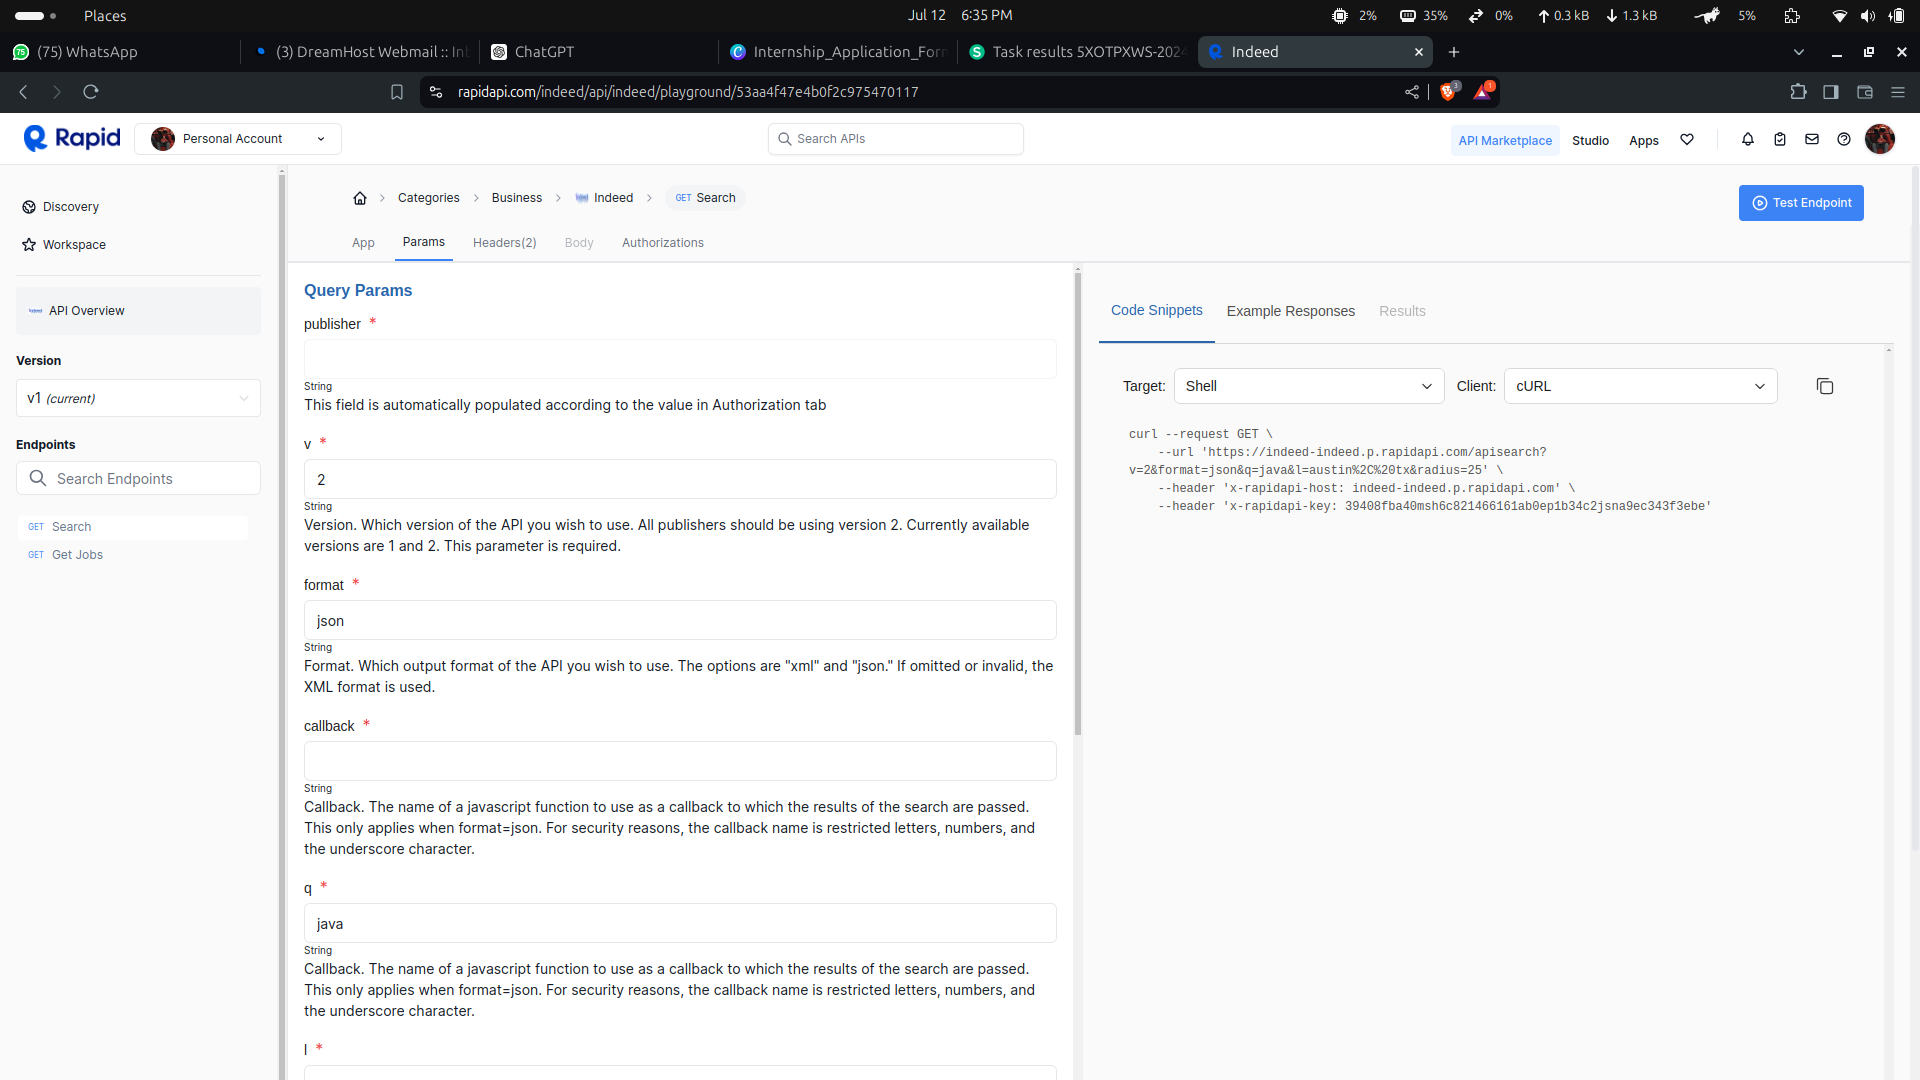 Places
Jul 12 6:35 PM
2% 35% 0% 0.3 kB 1.3 kB 5%
75 (75) WhatsApp
(3) DreamHost Webmail :: Inb
ChatGPT
Internship_Application_Form
Task results 5XOTPXWS-2024
Indeed
rapidapi.com/indeed/api/indeed/playground/53aa4f47e4b0f2c975470117
3 1
Rapid
Personal Account
Search APIs
API Marketplace
Studio
Apps
Discovery
Workspace
API Overview
Version
v1 (current)
Endpoints
Search Endpoints
GET Search
GET Get Jobs
Categories
Business
Indeed
GET Search
Test Endpoint
App
Params
Headers(2)
Body
Authorizations
Query Params
publisher *
String
This field is automatically populated according to the value in Authorization tab
v *
2
String
Version. Which version of the API you wish to use. All publishers should be using version 2. Currently available
versions are 1 and 2. This parameter is required.
format *
json
String
Format. Which output format of the API you wish to use. The options are "xml" and "json." If omitted or invalid, the
XML format is used.
callback *
String
Callback. The name of a javascript function to use as a callback to which the results of the search are passed.
This only applies when format=json. For security reasons, the callback name is restricted letters, numbers, and
the underscore character.
q *
java
String
Callback. The name of a javascript function to use as a callback to which the results of the search are passed.
This only applies when format=json. For security reasons, the callback name is restricted letters, numbers, and
the underscore character.
l *
Code Snippets
Example Responses
Results
Target: Shell
Client: cURL
curl --request GET \
--url 'https://indeed-indeed.p.rapidapi.com/apisearch?
v=2&format=json&q=java&l=austin%2C%20tx&radius=25' \
--header 'x-rapidapi-host: indeed-indeed.p.rapidapi.com' \
--header 'x-rapidapi-key: 39408fba40msh6c821466161ab0ep1b34c2jsna9ec343f3ebe'